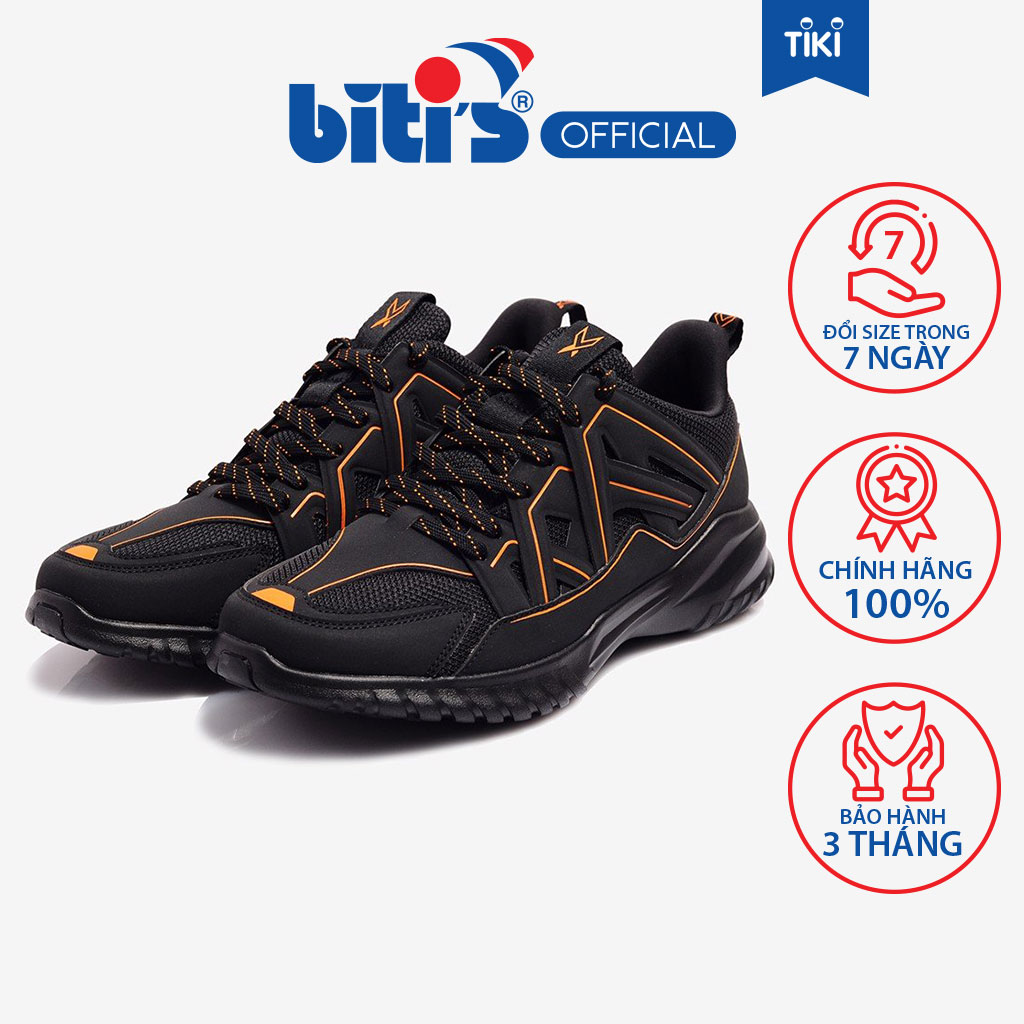 TIKI
biti's®
OFFICIAL
7
ĐỔI SIZE TRONG
7 NGÀY
CHÍNH HÃNG
100%
BẢO HÀNH
3 THÁNG